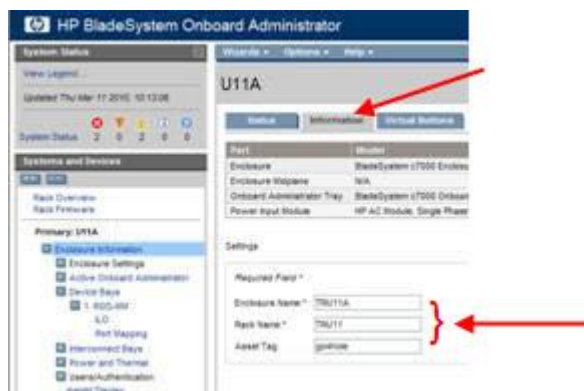 HP BladeSystem Onboard Administrator
System Status
View Legend...
Updated Thu Mar 11 2010, 10:13:08
System Status 2 0 2 0 0
Systems and Devices
Rack Overview
Rack Firmware
Primary: U11A
Enclosure Information
Enclosure Settings
Active Onboard Administrator
Device Bays
iLO
Port Mapping
Interconnect Bays
Power and Thermal
Users/Authentication
Insight Display
Wizards Options Help
U11A
Status Information Virtual Buttons
Part Model
Enclosure BladeSystem c7000 Enclosu
Enclosure Midplane N/A
Onboard Administrator Tray BladeSystem c7000 Onboar
Power Input Module HP AC Module, Single Phase
Settings
Required Field *
Enclosure Name * TRU11A
Rack Name * TRU11
Asset Tag